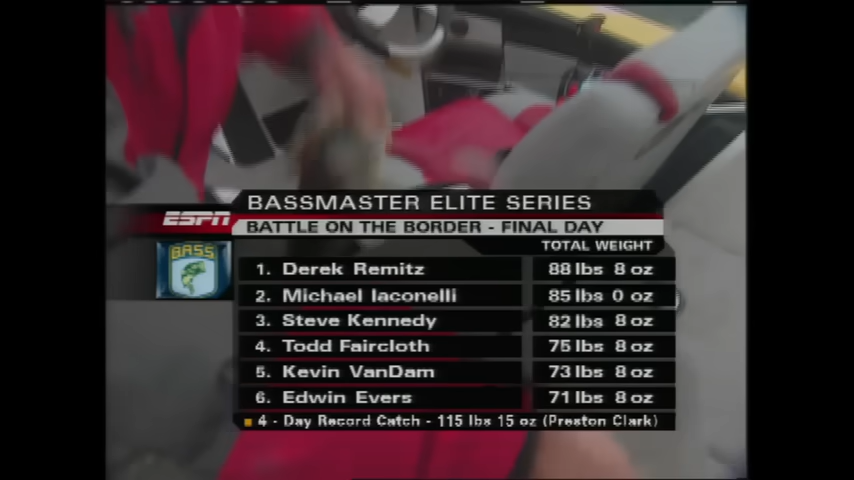 BASSMASTER ELITE SERIES
ESPN
BATTLE ON THE BORDER - FINAL DAY
TOTAL WEIGHT
BASS
1. Derek Remitz 88 lbs 8 oz
2. Michael Iaconelli 85 lbs 0 oz
3. Steve Kennedy 82 lbs 8 oz
4. Todd Faircloth 75 lbs 8 oz
5. Kevin VanDam 73 lbs 8 oz
6. Edwin Evers 71 lbs 8 oz
4 - Day Record Catch - 115 lbs 15 oz (Preston Clark)